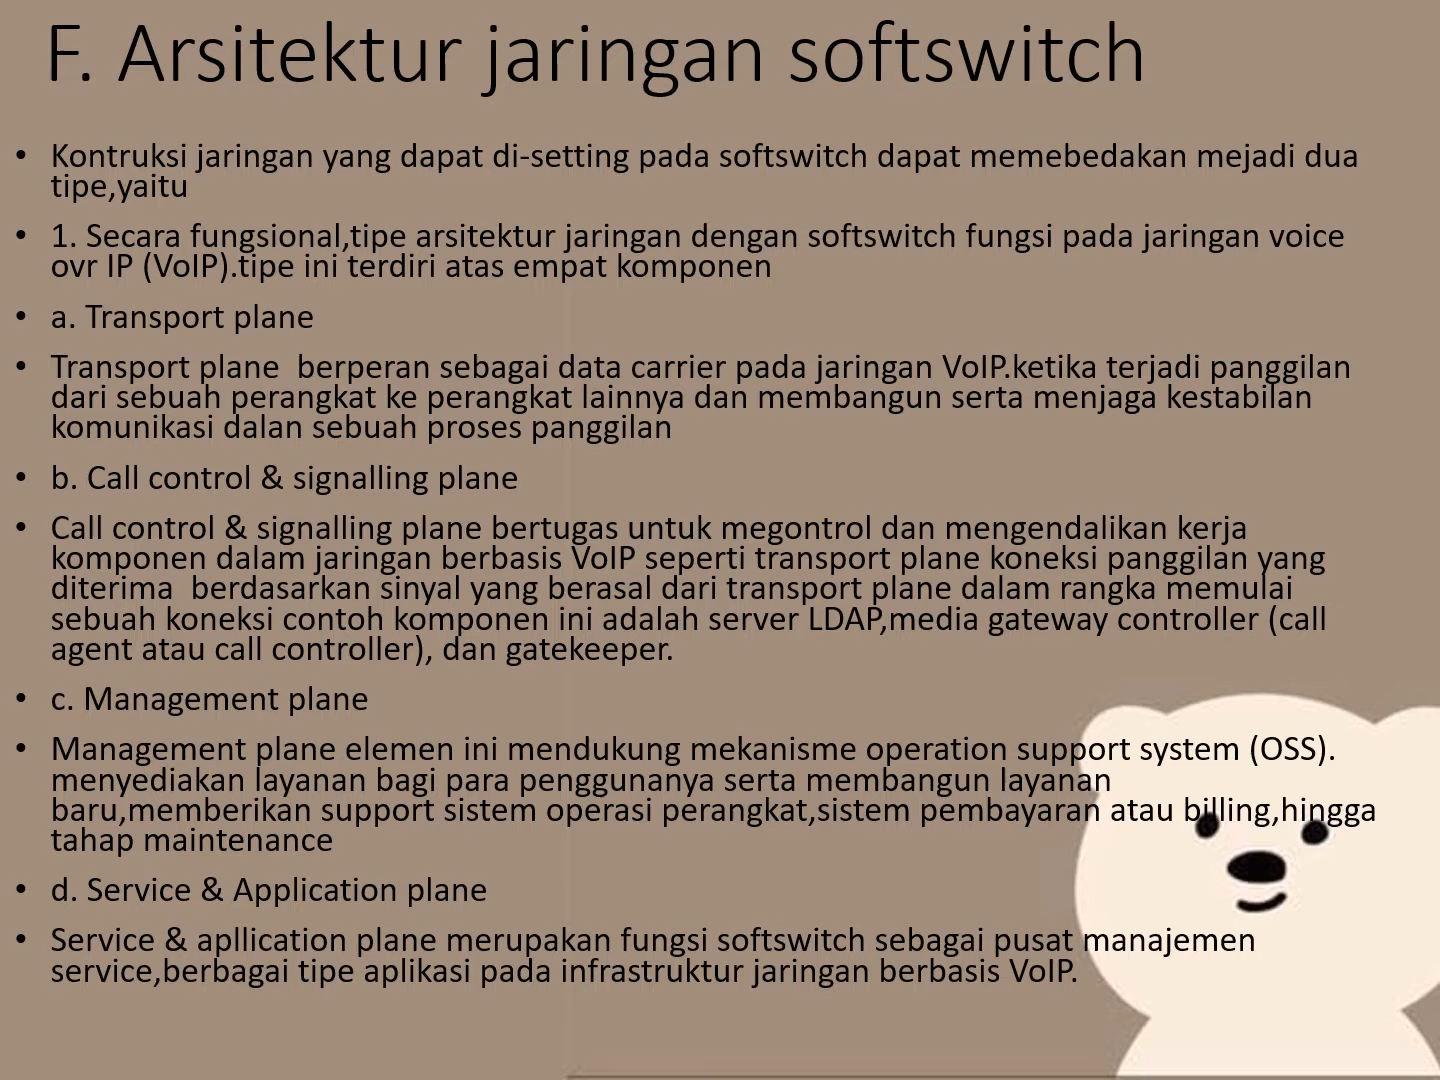 F. Arsitektur jaringan softswitch
• Kontruksi jaringan yang dapat di-setting pada softswitch dapat memebedakan mejadi dua
tipe,yaitu
• 1. Secara fungsional,tipe arsitektur jaringan dengan softswitch fungsi pada jaringan voice
ovr IP (VoIP).tipe ini terdiri atas empat komponen
• a. Transport plane
• Transport plane  berperan sebagai data carrier pada jaringan VoIP.ketika terjadi panggilan
dari sebuah perangkat ke perangkat lainnya dan membangun serta menjaga kestabilan
komunikasi dalan sebuah proses panggilan
• b. Call control & signalling plane
• Call control & signalling plane bertugas untuk megontrol dan mengendalikan kerja
komponen dalam jaringan berbasis VoIP seperti transport plane koneksi panggilan yang
diterima  berdasarkan sinyal yang berasal dari transport plane dalam rangka memulai
sebuah koneksi contoh komponen ini adalah server LDAP,media gateway controller (call
agent atau call controller), dan gatekeeper.
• c. Management plane
• Management plane elemen ini mendukung mekanisme operation support system (OSS).
menyediakan layanan bagi para penggunanya serta membangun layanan
baru,memberikan support sistem operasi perangkat,sistem pembayaran atau billing,hingga
tahap maintenance
• d. Service & Application plane
• Service & apllication plane merupakan fungsi softswitch sebagai pusat manajemen
service,berbagai tipe aplikasi pada infrastruktur jaringan berbasis VoIP.